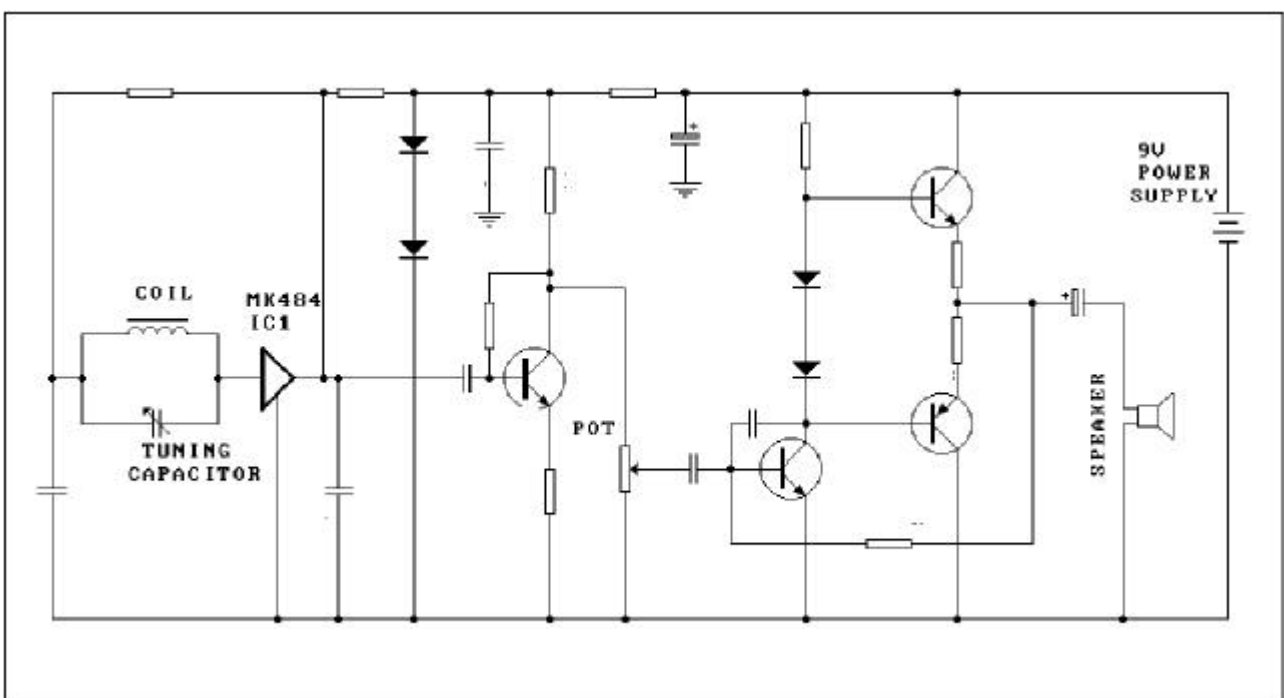 9V
POWER
SUPPLY
COIL
MK484
IC1
TUNING
CAPACITOR
POT
SPEAKER
+
+